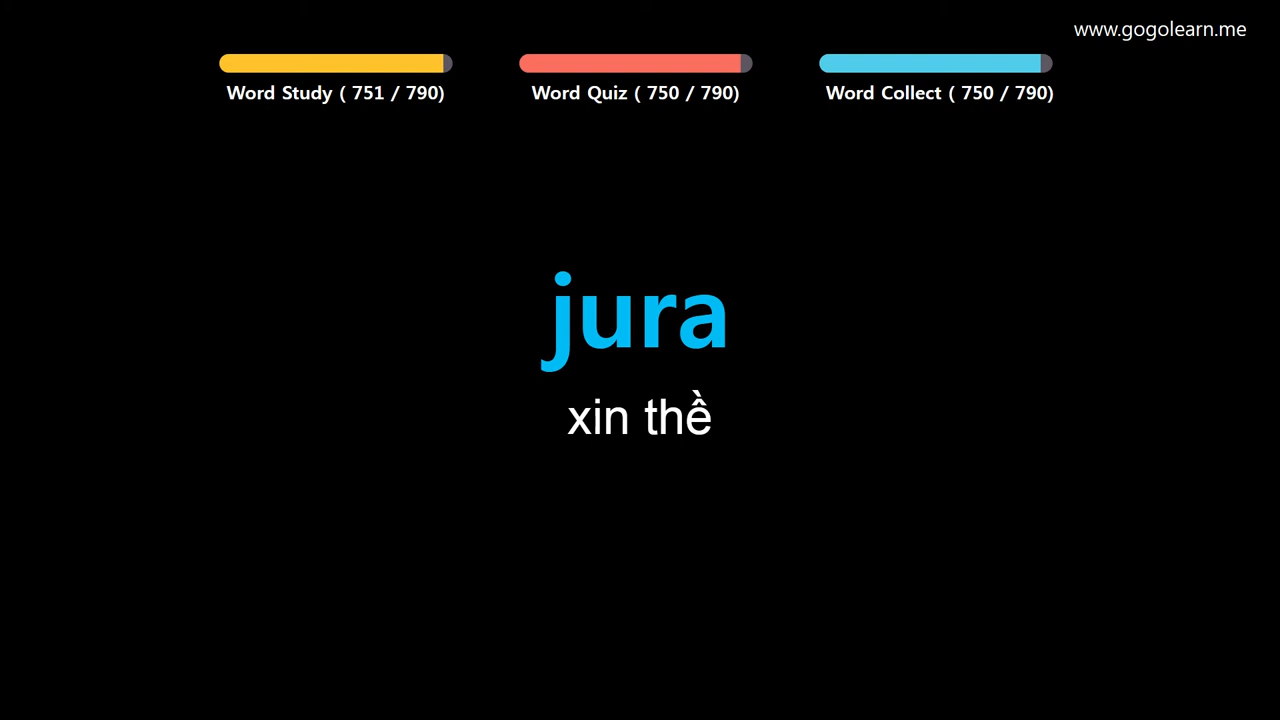 www.gogolearn.me
Word Study ( 751 / 790)
Word Quiz ( 750 / 790)
Word Collect ( 750 / 790)
jura
xin thề